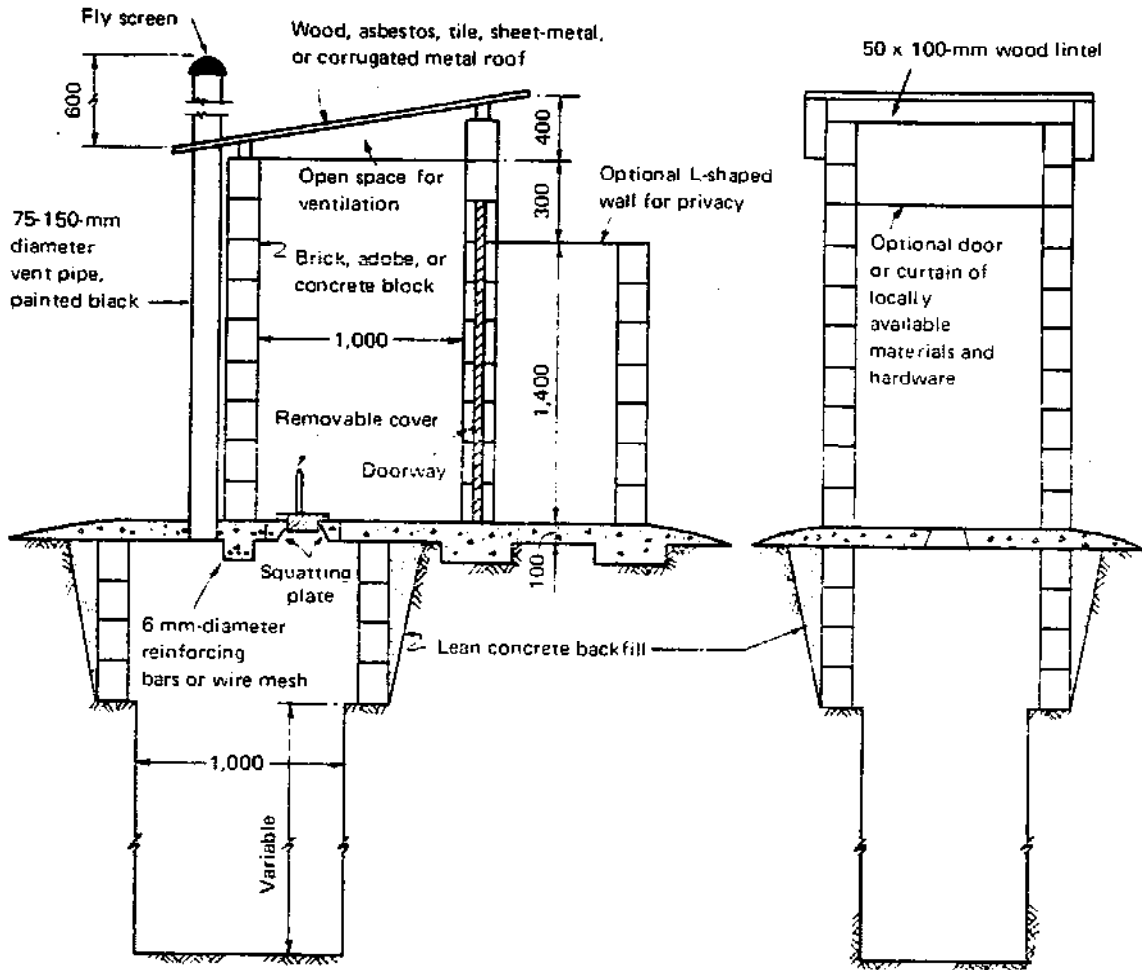 Fly screen
Wood, asbestos, tile, sheet-metal,
or corrugated metal roof
50 x 100-mm wood lintel
600
400
Open space for
ventilation
300
Optional L-shaped
wall for privacy
75-150-mm
diameter
vent pipe,
painted black
Brick, adobe, or
concrete block
Optional door
or curtain of
locally
available
materials and
hardware
1,000
1,400
Removable cover
Doorway
Squatting
plate
100
6 mm-diameter
reinforcing
bars or wire mesh
Lean concrete backfill
1,000
Variable